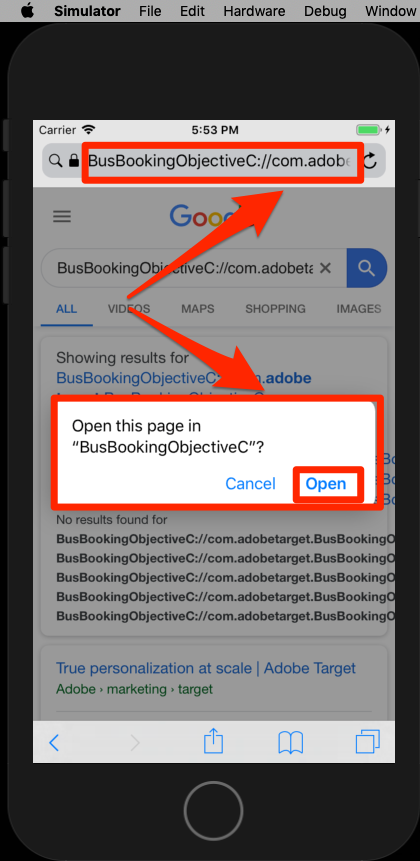 Simulator File Edit Hardware Debug Window
Carrier 5:53 PM
BusBookingObjectiveC://com.adobe
Goo
BusBookingObjectiveC://com.adobeta
ALL VIDEOS MAPS SHOPPING IMAGES
Showing results for
BusBookingObjectiveC://com.adobe
Open this page in
“BusBookingObjectiveC”?
Cancel Open
No results found for
BusBookingObjectiveC://com.adobetarget.BusBookingO
BusBookingObjectiveC://com.adobetarget.BusBookingO
BusBookingObjectiveC://com.adobetarget.BusBookingO
BusBookingObjectiveC://com.adobetarget.BusBookingO
BusBookingObjectiveC://com.adobetarget.BusBookingO
True personalization at scale | Adobe Target
Adobe › marketing › target